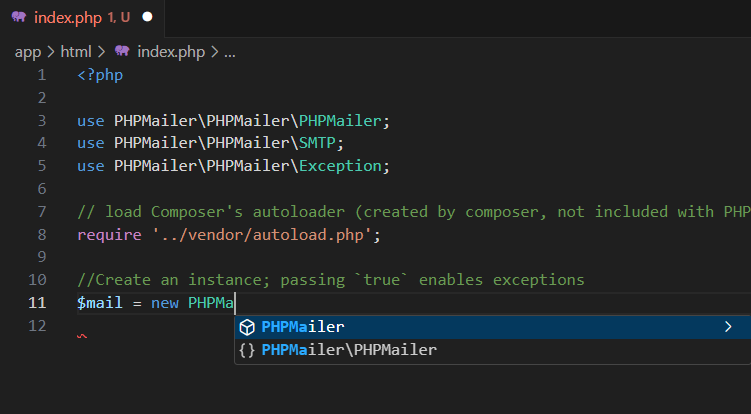 index.php 1, U
app > html > index.php > ...
1 <?php
2
3 use PHPMailer\PHPMailer\PHPMailer;
4 use PHPMailer\PHPMailer\SMTP;
5 use PHPMailer\PHPMailer\Exception;
6
7 // load Composer's autoloader (created by composer, not included with PHP
8 require '../vendor/autoload.php';
9
10 //Create an instance; passing `true` enables exceptions
11 $mail = new PHPMa
PHPMailer
12
{} PHPMailer\PHPMailer